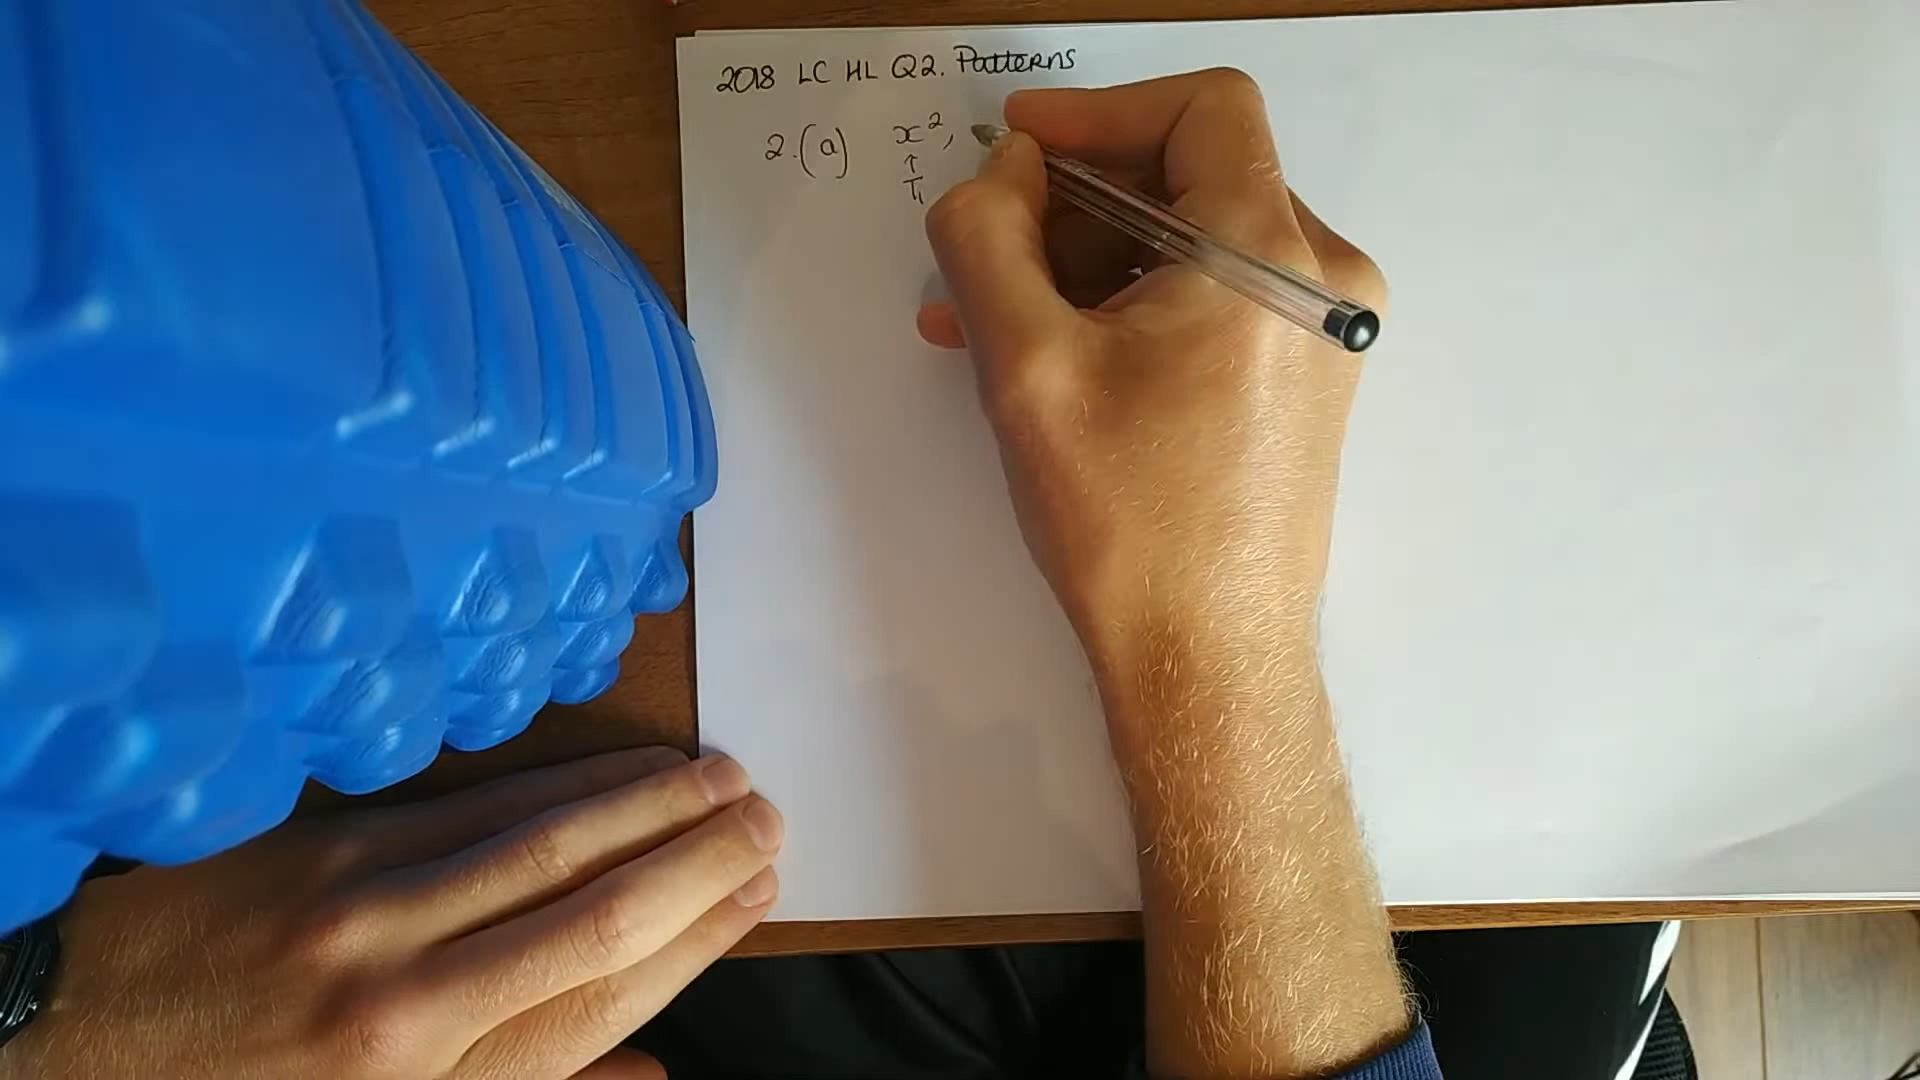 2018 LC HL Q2. Patterns
2.(a) x²,
↑
T₁